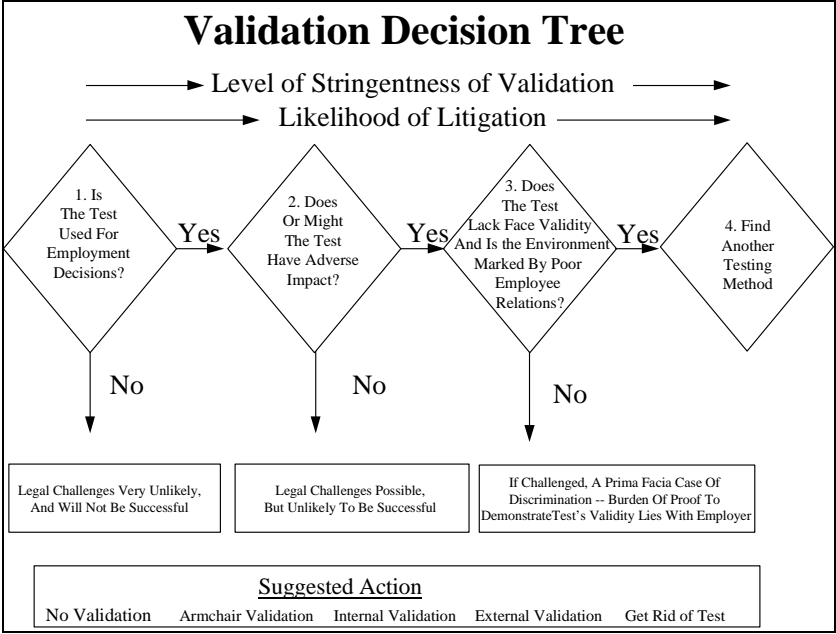 Validation Decision Tree
Level of Stringentness of Validation
Likelihood of Litigation
1. Is
The Test
Used For
Employment
Decisions?
Yes
2. Does
Or Might
The Test
Have Adverse
Impact?
Yes
3. Does
The Test
Lack Face Validity
And Is the Environment
Marked By Poor
Employee
Relations?
Yes
4. Find
Another
Testing
Method
No
No
No
Legal Challenges Very Unlikely,
And Will Not Be Successful
Legal Challenges Possible,
But Unlikely To Be Successful
If Challenged, A Prima Facia Case Of
Discrimination -- Burden Of Proof To
DemonstrateTest's Validity Lies With Employer
Suggested Action
No Validation Armchair Validation Internal Validation External Validation Get Rid of Test